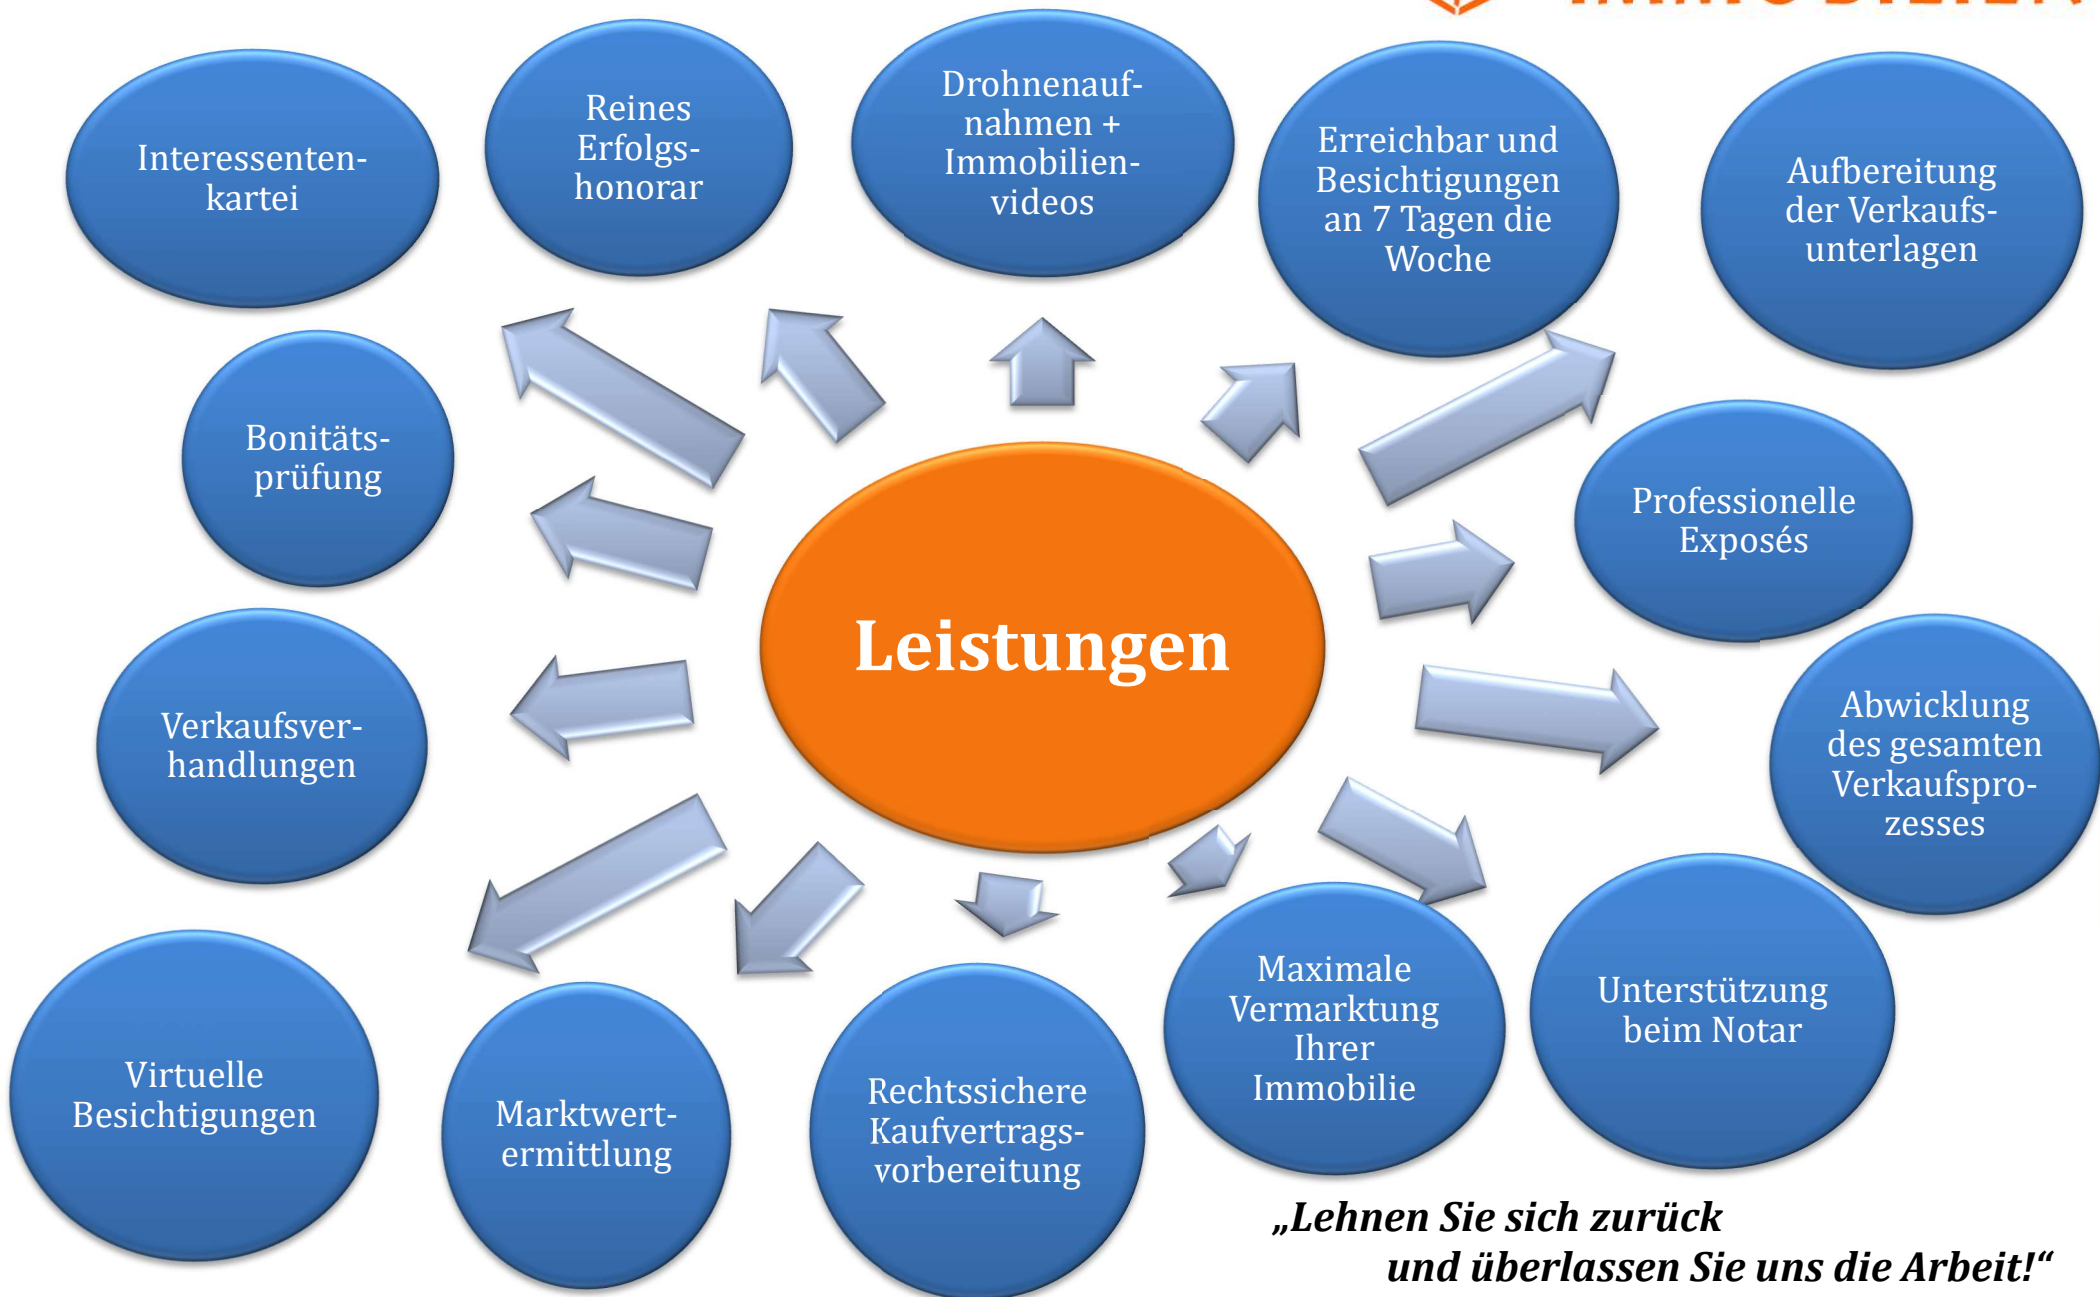 IMMOBILIEN
Interessenten-
kartei
Reines
Erfolgs-
honorar
Drohnenauf-
nahmen +
Immobilien-
videos
Erreichbar und
Besichtigungen
an 7 Tagen die
Woche
Aufbereitung
der Verkaufs-
unterlagen
Bonitäts-
prüfung
Professionelle
Exposés
Leistungen
Verkaufsver-
handlungen
Abwicklung
des gesamten
Verkaufspro-
zesses
Virtuelle
Besichtigungen
Marktwert-
ermittlung
Rechtssichere
Kaufvertrags-
vorbereitung
Maximale
Vermarktung
Ihrer
Immobilie
Unterstützung
beim Notar
„Lehnen Sie sich zurück
und überlassen Sie uns die Arbeit!“